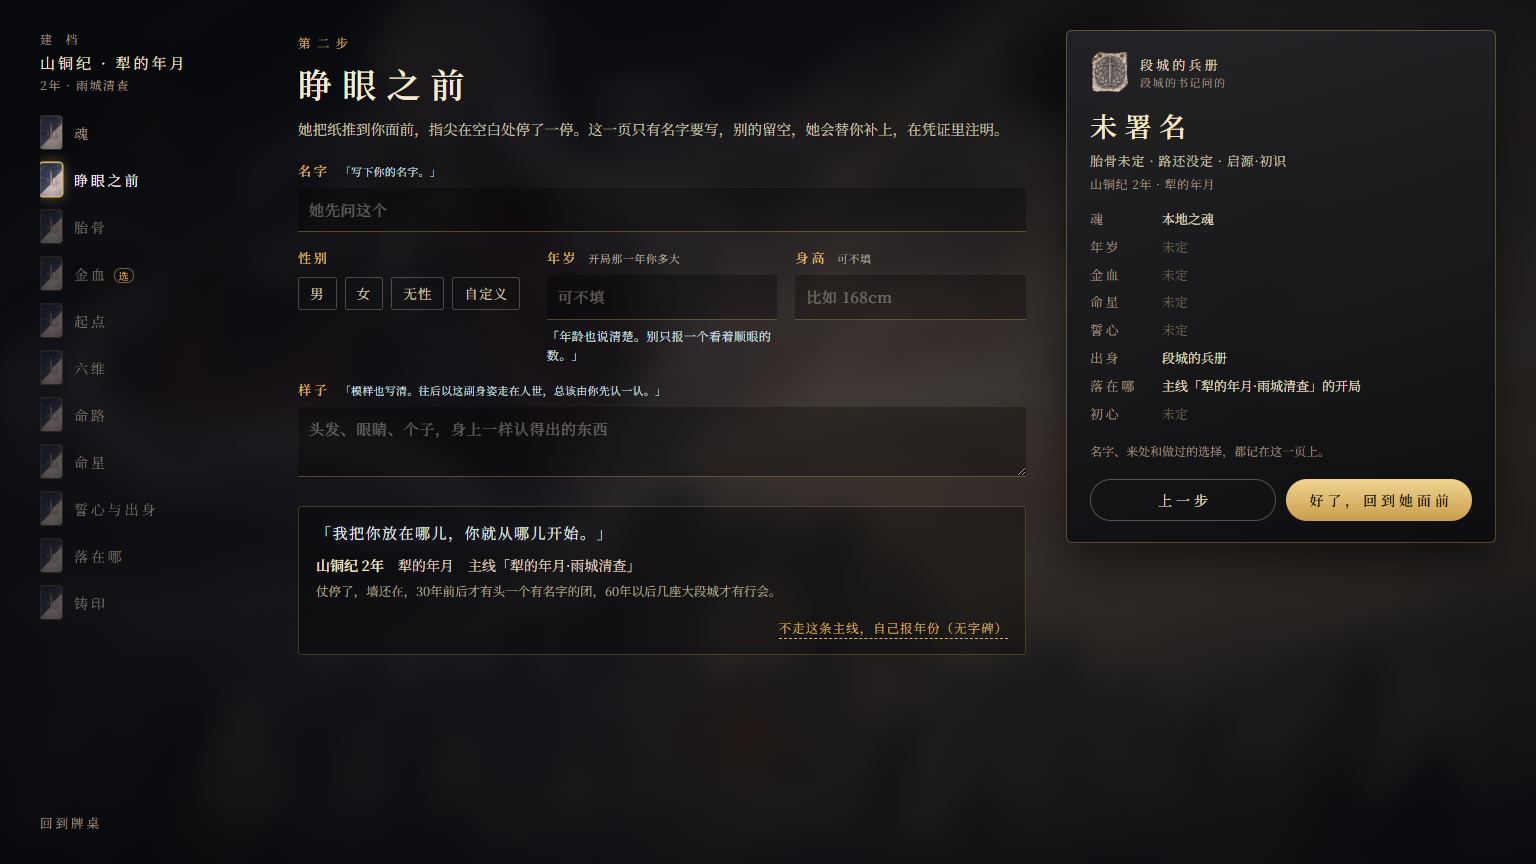 建 档
山铜纪 · 犁的年月
2年 · 雨城清查
魂
睁眼之前
胎骨
金血 选
起点
六维
命路
命星
誓心与出身
落在哪
铸印
回到牌桌
第二步
睁眼之前
她把纸推到你面前，指尖在空白处停了一停。这一页只有名字要写，别的留空，她会替你补上，在凭证里注明。
名字 「写下你的名字。」
她先问这个
性别
男 女 无性 自定义
年岁 开局那一年你多大
可不填
「年龄也说清楚。别只报一个看着顺眼的
数。」
身高 可不填
比如 168cm
样子 「模样也写清。往后以这副身姿走在人世，总该由你先认一认。」
头发、眼睛、个子，身上一样认得出的东西
「我把你放在哪儿，你就从哪儿开始。」
山铜纪 2年 犁的年月 主线「犁的年月·雨城清查」
仗停了，墙还在，30年前后才有头一个有名字的团，60年以后几座大段城才有行会。
不走这条主线，自己报年份（无字碑）
段城的兵册
段城的书记问的
未署名
胎骨未定 · 路还没定 · 启源·初识
山铜纪 2年 · 犁的年月
魂 本地之魂
年岁 未定
金血 未定
命星 未定
誓心 未定
出身 段城的兵册
落在哪 主线「犁的年月·雨城清查」的开局
初心 未定
名字、来处和做过的选择，都记在这一页上。
上一步
好了，回到她面前